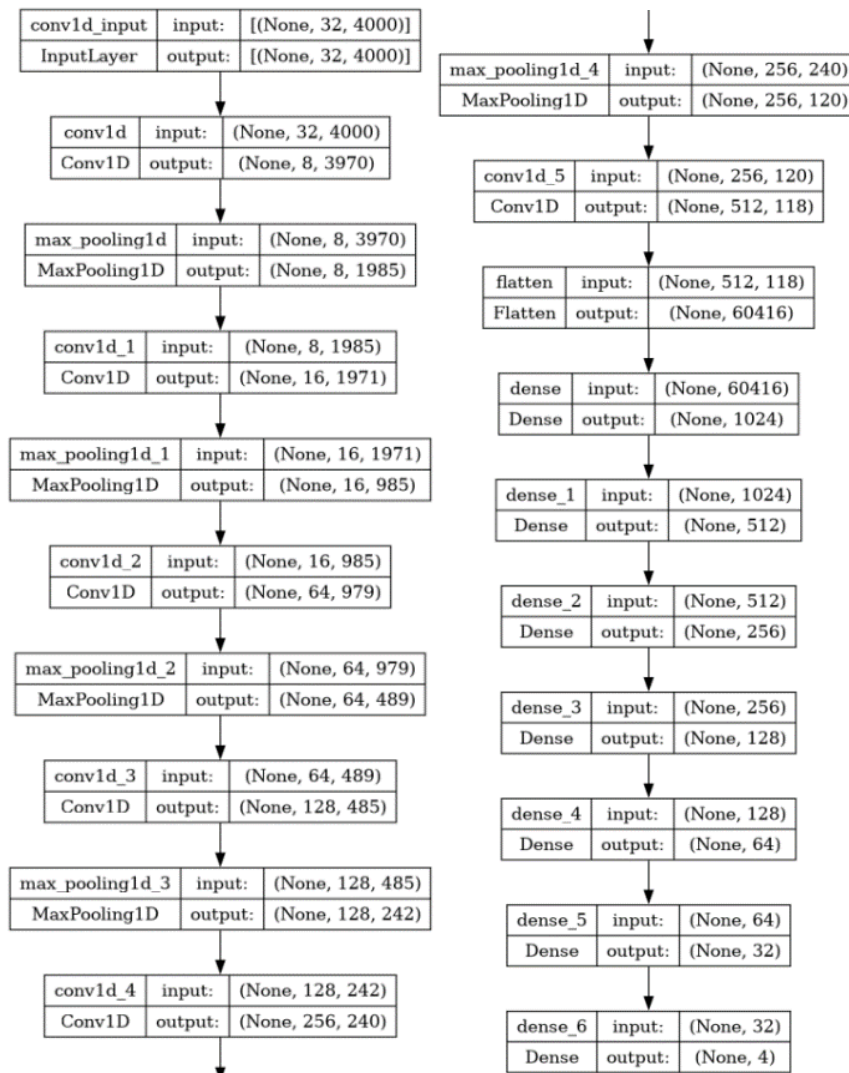 conv1d_input input: [(None, 32, 4000)]
InputLayer output: [(None, 32, 4000)]
conv1d input: (None, 32, 4000)
Conv1D output: (None, 8, 3970)
max_pooling1d input: (None, 8, 3970)
MaxPooling1D output: (None, 8, 1985)
conv1d_1 input: (None, 8, 1985)
Conv1D output: (None, 16, 1971)
max_pooling1d_1 input: (None, 16, 1971)
MaxPooling1D output: (None, 16, 985)
conv1d_2 input: (None, 16, 985)
Conv1D output: (None, 64, 979)
max_pooling1d_2 input: (None, 64, 979)
MaxPooling1D output: (None, 64, 489)
conv1d_3 input: (None, 64, 489)
Conv1D output: (None, 128, 485)
max_pooling1d_3 input: (None, 128, 485)
MaxPooling1D output: (None, 128, 242)
conv1d_4 input: (None, 128, 242)
Conv1D output: (None, 256, 240)
max_pooling1d_4 input: (None, 256, 240)
MaxPooling1D output: (None, 256, 120)
conv1d_5 input: (None, 256, 120)
Conv1D output: (None, 512, 118)
flatten input: (None, 512, 118)
Flatten output: (None, 60416)
dense input: (None, 60416)
Dense output: (None, 1024)
dense_1 input: (None, 1024)
Dense output: (None, 512)
dense_2 input: (None, 512)
Dense output: (None, 256)
dense_3 input: (None, 256)
Dense output: (None, 128)
dense_4 input: (None, 128)
Dense output: (None, 64)
dense_5 input: (None, 64)
Dense output: (None, 32)
dense_6 input: (None, 32)
Dense output: (None, 4)